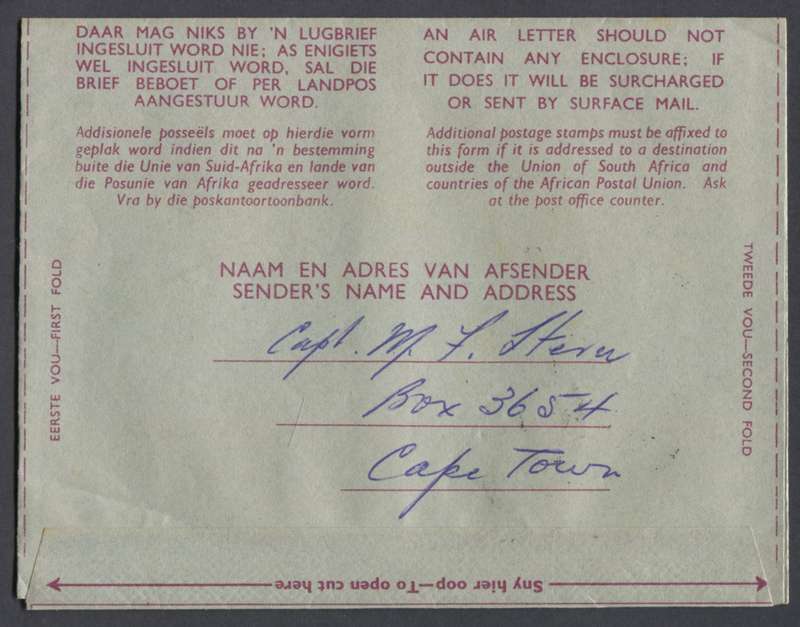 DAAR MAG NIKS BY 'N LUGBRIEF
INGESLUIT WORD NIE; AS ENIGIETS
WEL INGESLUIT WORD, SAL DIE
BRIEF BEBOET OF PER LANDPOS
AANGESTUUR WORD.
Addisionele posseëls moet op hierdie vorm
geplak word indien dit na 'n bestemming
buite die Unie van Suid-Afrika en lande van
die Posunie van Afrika geadresseer word.
Vra by die poskantoortoonbank.
AN AIR LETTER SHOULD NOT
CONTAIN ANY ENCLOSURE; IF
IT DOES IT WILL BE SURCHARGED
OR SENT BY SURFACE MAIL.
Additional postage stamps must be affixed to
this form if it is addressed to a destination
outside the Union of South Africa and
countries of the African Postal Union. Ask
at the post office counter.
EERSTE VOU—FIRST FOLD
TWEEDE VOU—SECOND FOLD
NAAM EN ADRES VAN AFSENDER
SENDER'S NAME AND ADDRESS
Capt. M. F. Stern
Box 3654
Cape Town
Sny hier oop—To open cut here